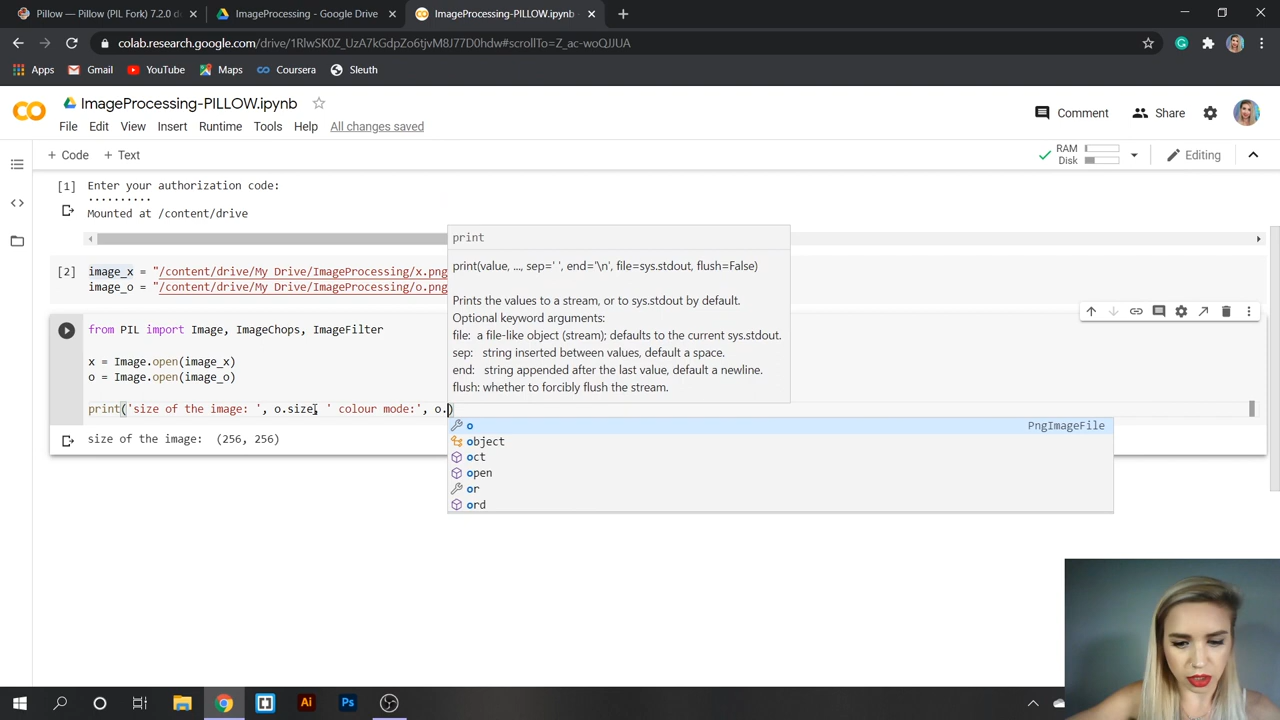 Pillow — Pillow (PIL Fork) 7.2.0 d
ImageProcessing - Google Drive
ImageProcessing-PILLOW.ipynb
colab.research.google.com/drive/1RlwSK0Z_UzA7kGdpZo6tjvM8J77D0hdw#scrollTo=Z_ac-woQJJUA
Apps
Gmail
YouTube
Maps
Coursera
Sleuth
ImageProcessing-PILLOW.ipynb
Comment
Share
File Edit View Insert Runtime Tools Help All changes saved
+ Code + Text
RAM
Disk
Editing
[1] Enter your authorization code:
··········
Mounted at /content/drive
print
print(value, ..., sep=' ', end='\n', file=sys.stdout, flush=False)
Prints the values to a stream, or to sys.stdout by default.
Optional keyword arguments:
file: a file-like object (stream); defaults to the current sys.stdout.
sep: string inserted between values, default a space.
end: string appended after the last value, default a newline.
flush: whether to forcibly flush the stream.
[2] image_x = "/content/drive/My Drive/ImageProcessing/x.png
image_o = "/content/drive/My Drive/ImageProcessing/o.png
from PIL import Image, ImageChops, ImageFilter
x = Image.open(image_x)
o = Image.open(image_o)
print('size of the image: ', o.size, ' colour mode:', o.)
size of the image: (256, 256)
o PngImageFile
object
oct
open
or
ord
Ai
Ps